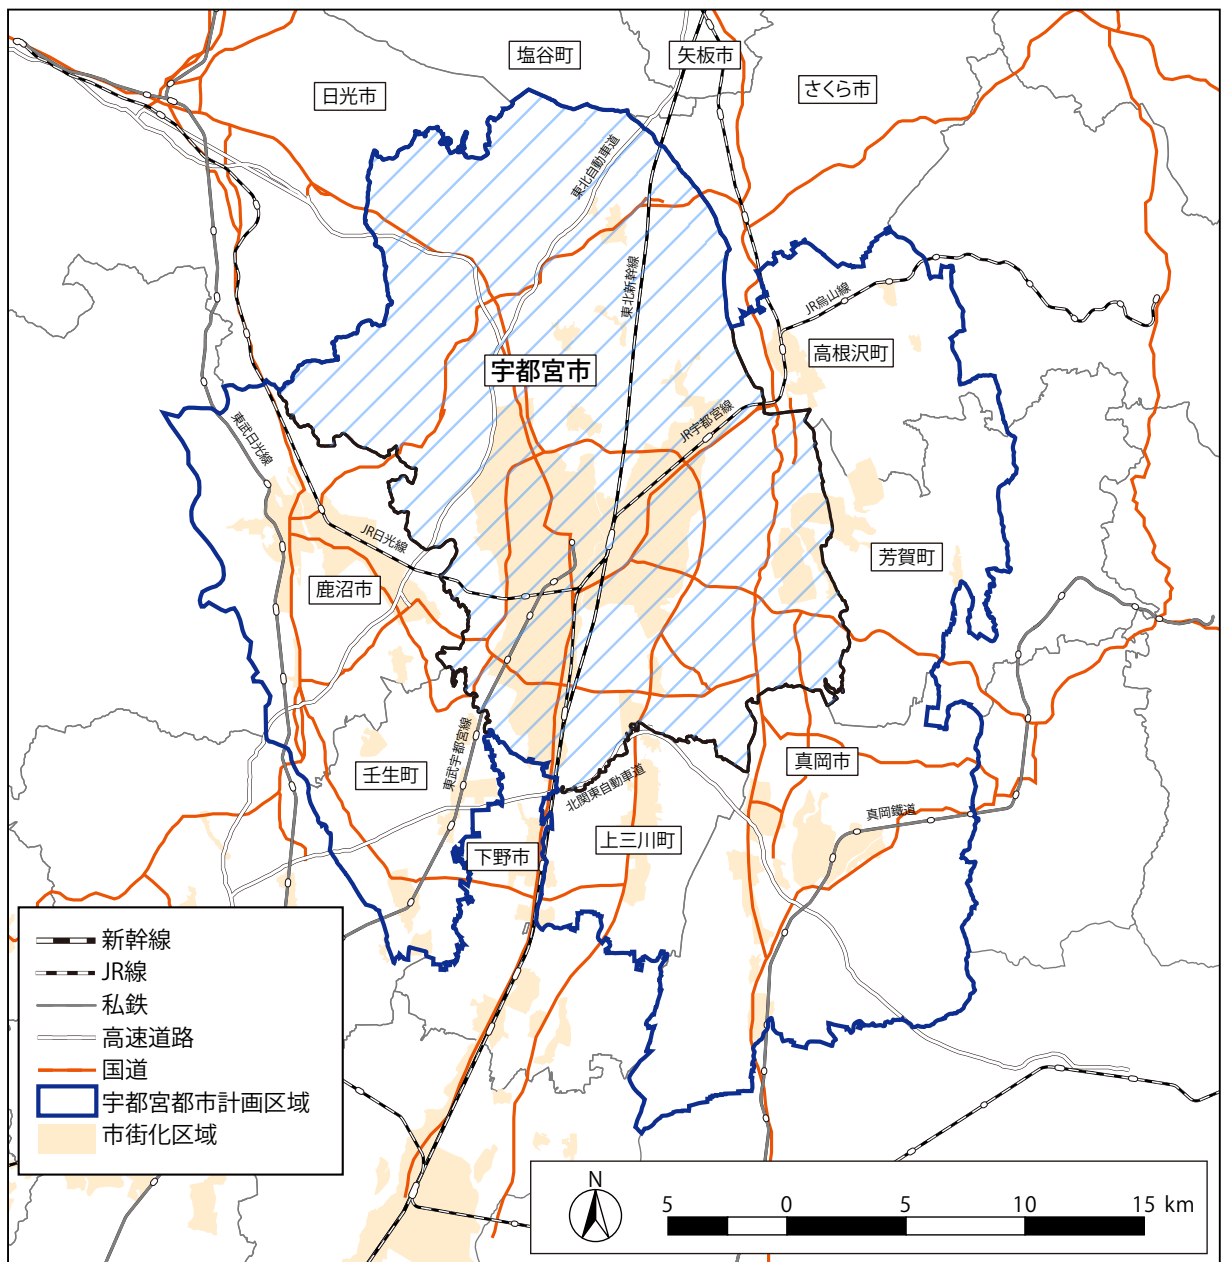 塩谷町
矢板市
日光市
さくら市
東北自動車道
東北新幹線
JR烏山線
宇都宮市
高根沢町
東武日光線
JR宇都宮線
JR日光線
芳賀町
鹿沼市
東武宇都宮線
壬生町
真岡市
北関東自動車道
真岡鐵道
下野市
上三川町
新幹線
JR線
私鉄
高速道路
国道
宇都宮都市計画区域
市街化区域
N
5 0 5 10 15 km